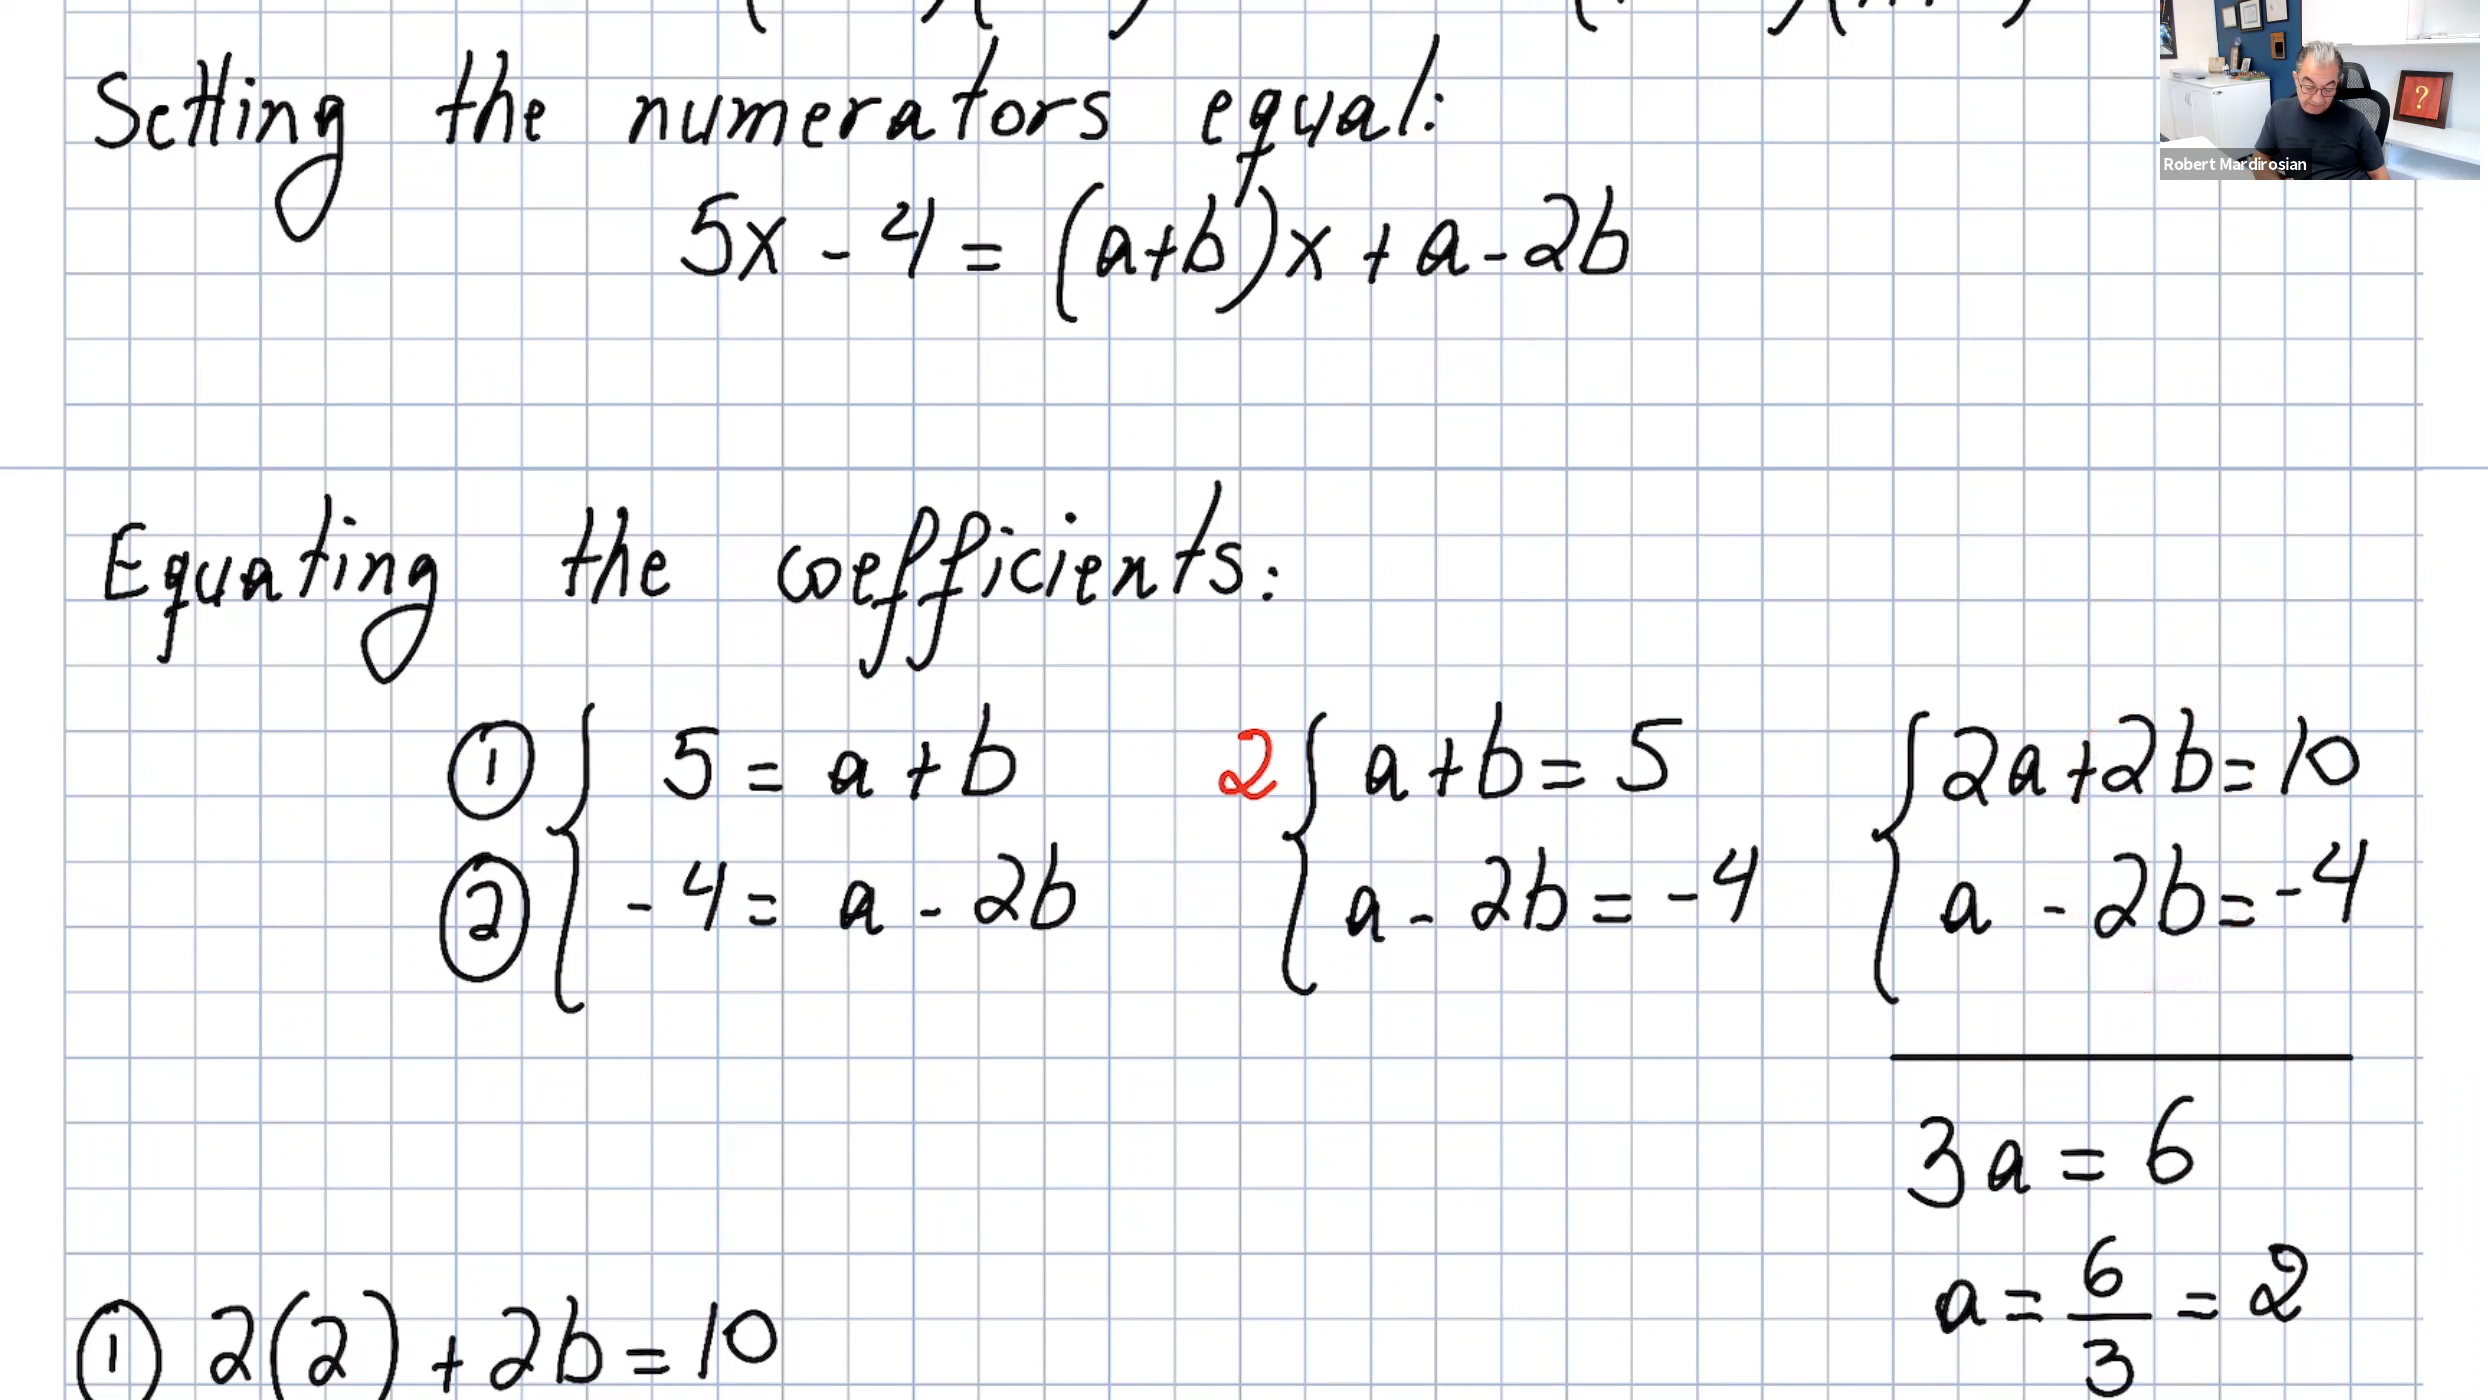 Setting the numerators equal:
5x - 4 = (a+b)x + a - 2b
Equating the coefficients:
① { 5 = a + b
② -4 = a - 2b
2 { a + b = 5
a - 2b = -4
{ 2a + 2b = 10
a - 2b = -4
3a = 6
a = 6/3 = 2
① 2(2) + 2b = 10
Robert Mardirosian
?